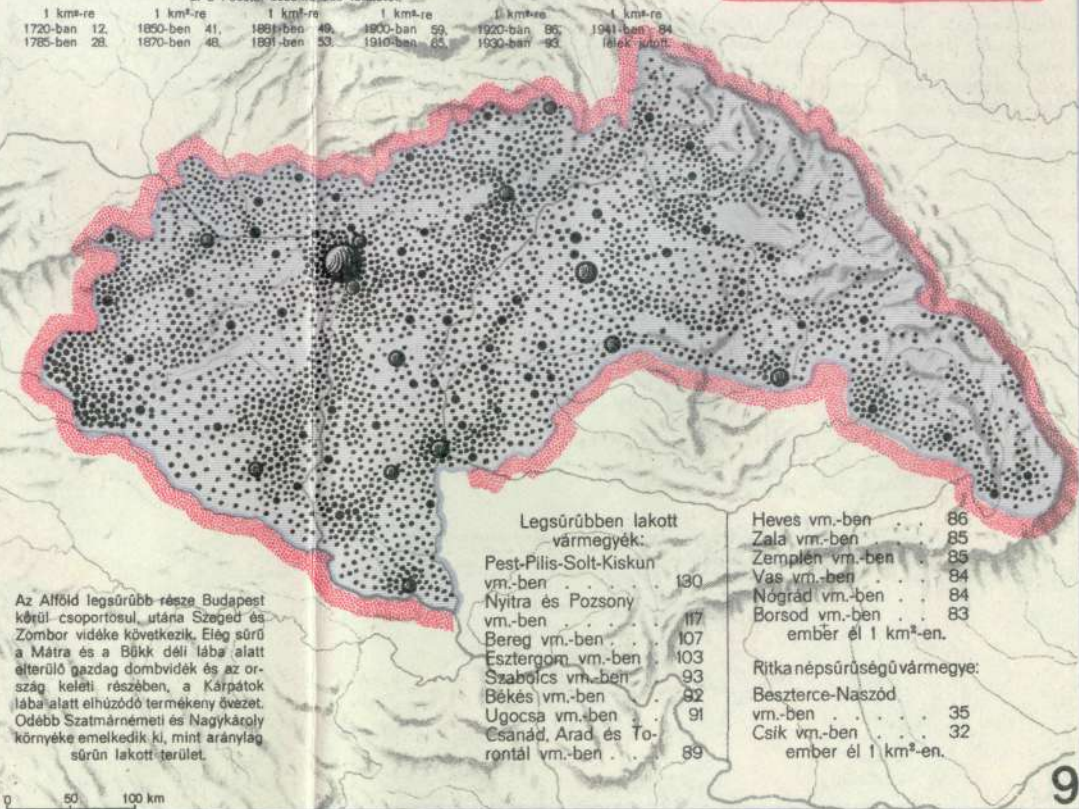 1 km²-re 1 km²-re 1 km²-re 1 km²-re 1 km²-re 1 km²-re
1720-ban 12, 1850-ben 41, 1881-ben 49, 1900-ban 59, 1920-ban 86, 1941-ben 84
1785-ben 28, 1870-ben 48, 1891-ben 53, 1910-ben 65, 1930-ban 93, lélek jutott.
Legsűrűbben lakott
vármegyék:
Pest-Pilis-Solt-Kiskun
vm.-ben . . . . . 130
Nyitra és Pozsony
vm.-ben . . . . . 117
Bereg vm.-ben . . 107
Esztergom vm.-ben 103
Szabolcs vm.-ben 93
Békés vm.-ben . . 92
Ugocsa vm.-ben . . 91
Csanád, Arad és To-
rontál vm.-ben . . . 89
Heves vm.-ben . . . 86
Zala vm.-ben . . . 85
Zemplén vm.-ben . . 85
Vas vm.-ben . . . 84
Nógrád vm.-ben . . 84
Borsod vm.-ben . . 83
ember él 1 km²-en.
Ritka népsűrűségű vármegye:
Beszterce-Naszód
vm.-ben . . . . . 35
Csík vm.-ben . . . 32
ember él 1 km²-en.
Az Alföld legsűrűbb része Budapest
körül csoportosul, utána Szeged és
Zombor vidéke következik. Elég sűrű
a Mátra és a Bükk déli lába alatt
elterülő gazdag dombvidék és az or-
szág keleti részében, a Kárpátok
lába alatt elhúzódó termékeny övezet.
Odébb Szatmárnémeti és Nagykároly
környéke emelkedik ki, mint aránylag
sűrűn lakott terület.
0 50 100 km
9